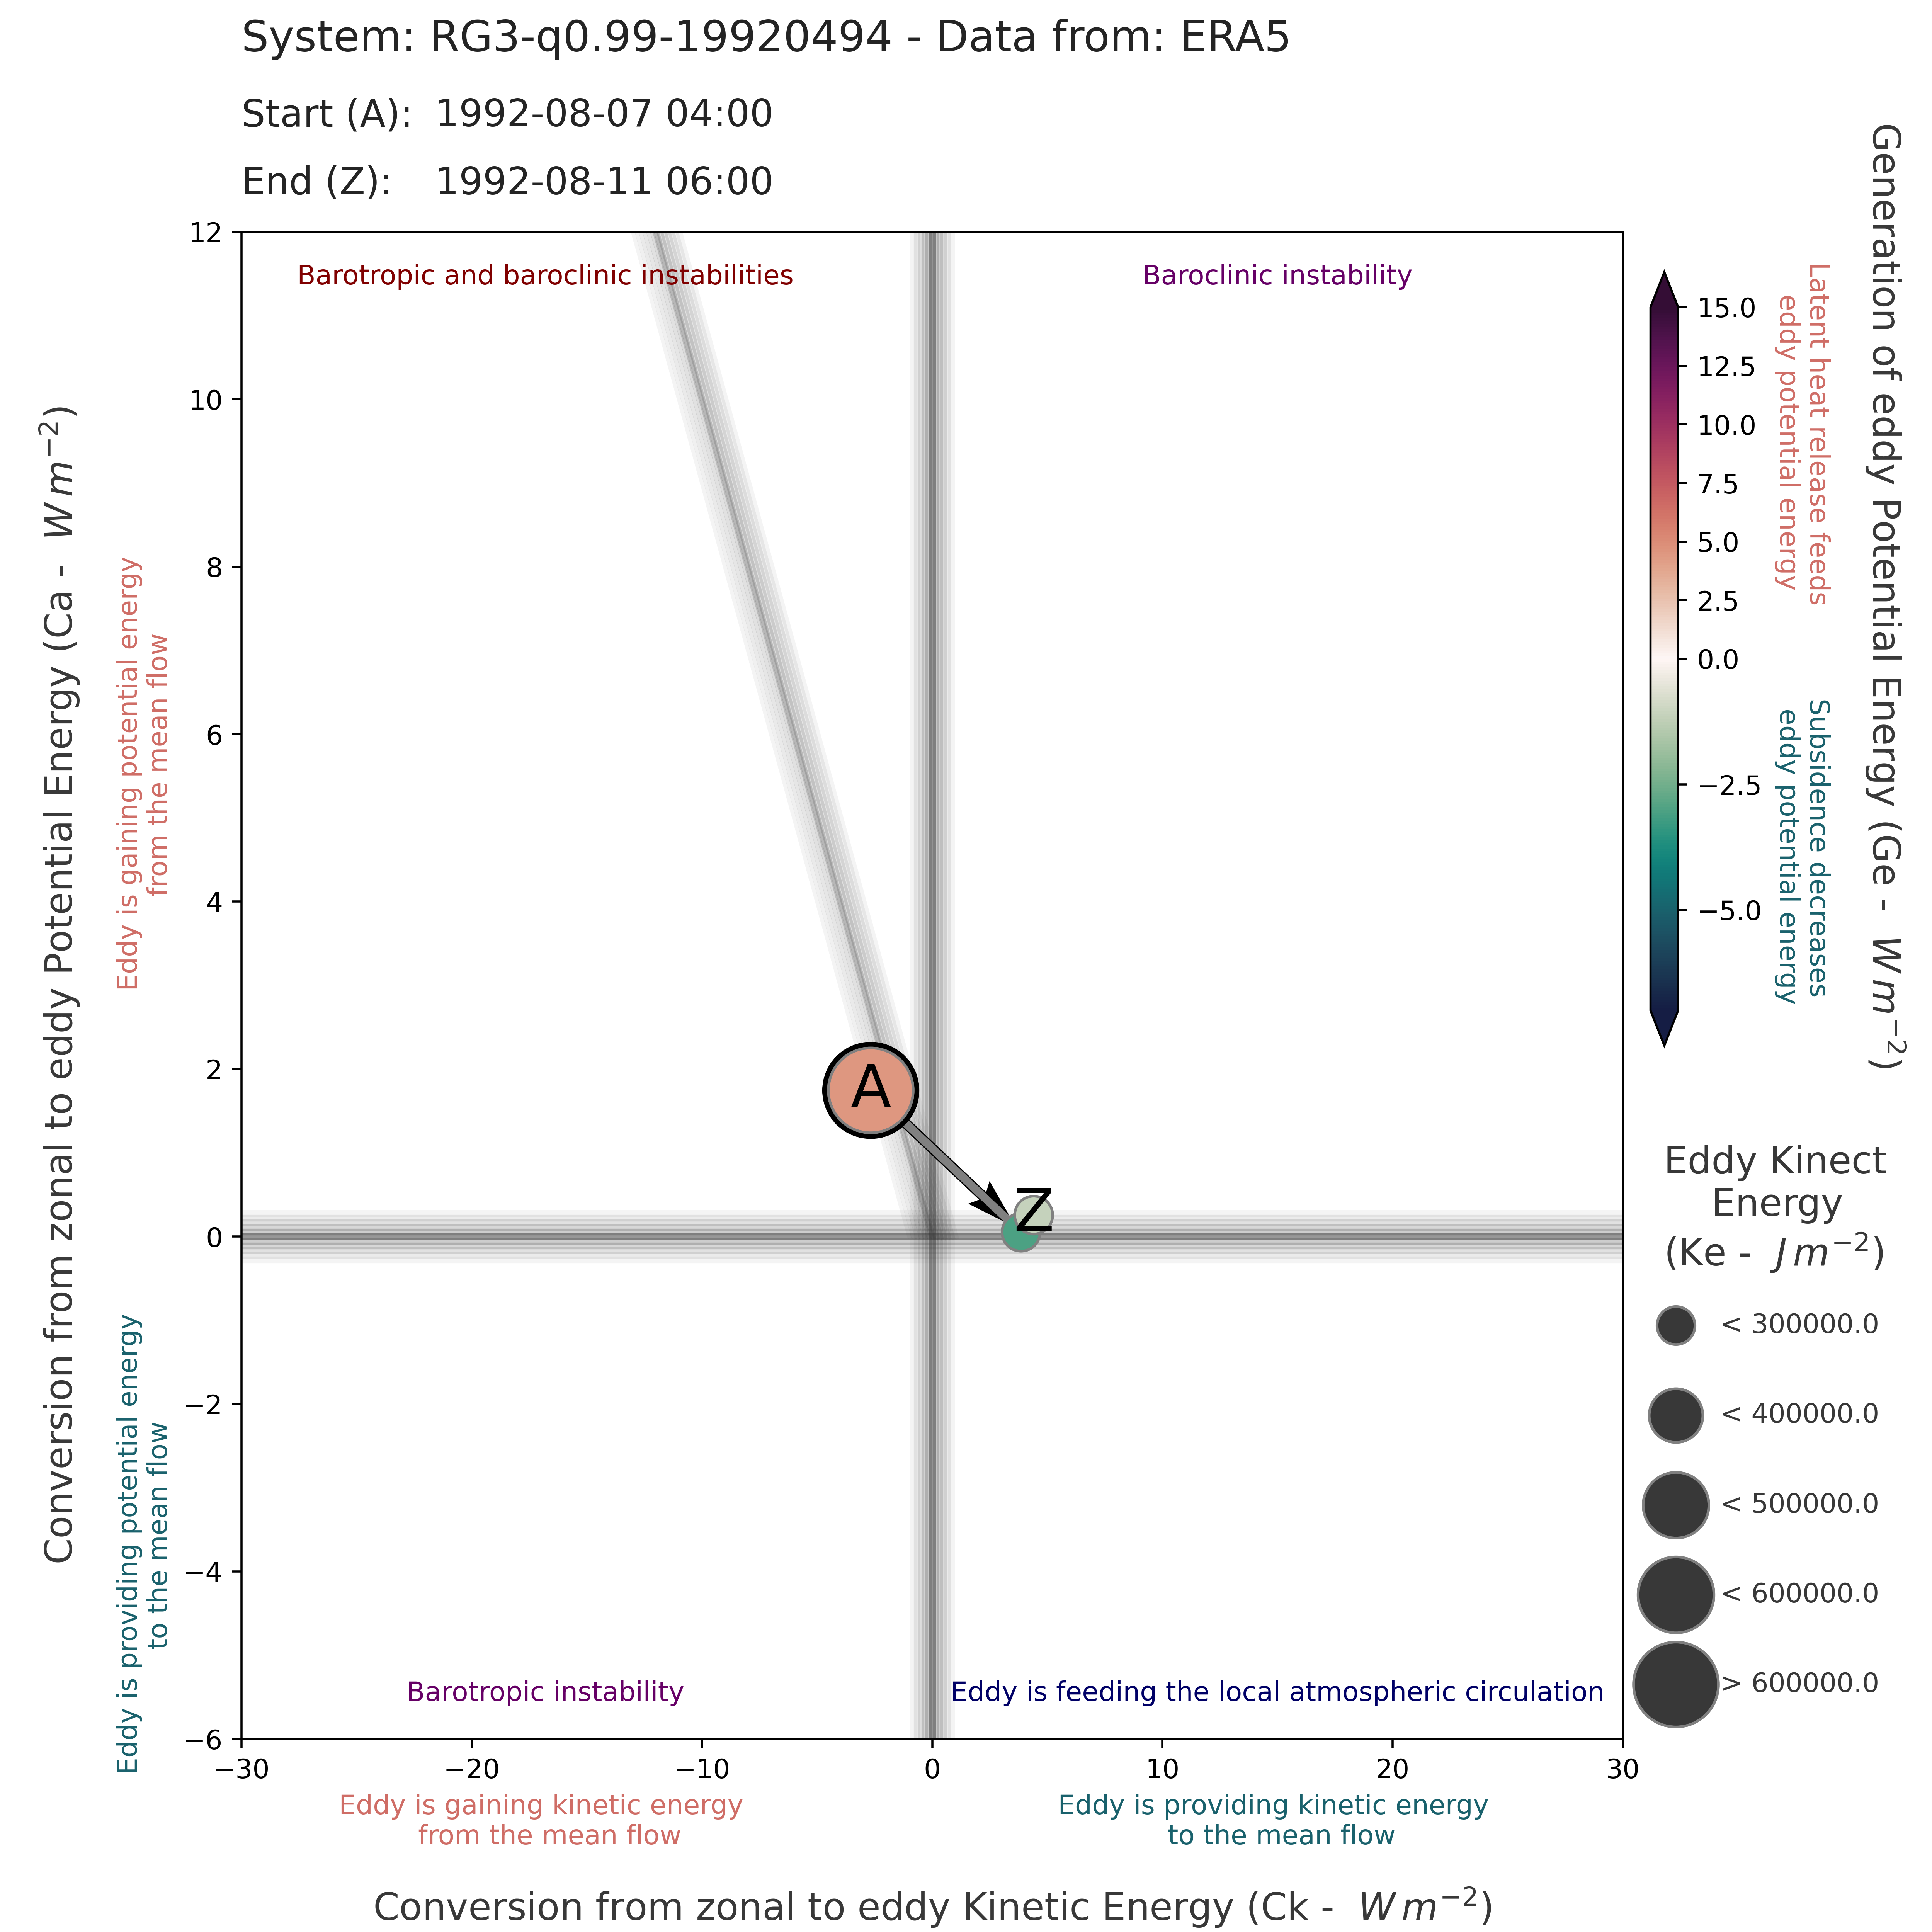 System: RG3-q0.99-19920494 - Data from: ERA5
Start (A): 1992-08-07 04:00
End (Z): 1992-08-11 06:00
Conversion from zonal to eddy Potential Energy (Ca - W m⁻²)
Eddy is gaining potential energy
from the mean flow
Eddy is providing potential energy
to the mean flow
12
10
8
6
4
2
0
−2
−4
−6
Barotropic and baroclinic instabilities
Baroclinic instability
A
Z
Barotropic instability
Eddy is feeding the local atmospheric circulation
−30
−20
−10
0
10
20
30
Eddy is gaining kinetic energy
from the mean flow
Eddy is providing kinetic energy
to the mean flow
Conversion from zonal to eddy Kinetic Energy (Ck - W m⁻²)
15.0
12.5
10.0
7.5
5.0
2.5
0.0
−2.5
−5.0
Latent heat release feeds
eddy potential energy
Subsidence decreases
eddy potential energy
Generation of eddy Potential Energy (Ge - W m⁻²)
Eddy Kinect
Energy
(Ke - J m⁻²)
< 300000.0
< 400000.0
< 500000.0
< 600000.0
> 600000.0